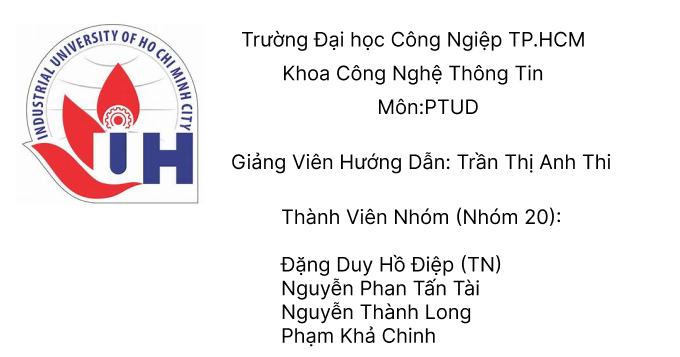 INDUSTRIAL UNIVERSITY OF HO CHI MINH CITY
IUH
Trường Đại học Công Ngiệp TP.HCM
Khoa Công Nghệ Thông Tin
Môn:PTUD
Giảng Viên Hướng Dẫn: Trần Thị Anh Thi
Thành Viên Nhóm (Nhóm 20):
Đặng Duy Hồ Điệp (TN)
Nguyễn Phan Tấn Tài
Nguyễn Thành Long
Phạm Khả Chinh